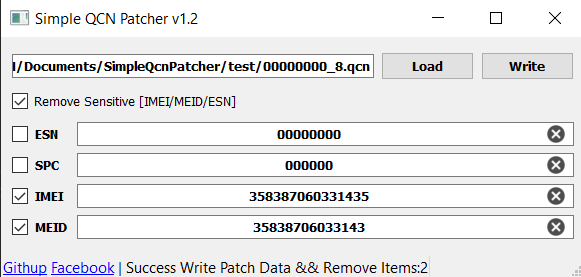 Simple QCN Patcher v1.2
I/Documents/SimpleQcnPatcher/test/00000000_8.qcn Load Write
Remove Sensitive [IMEI/MEID/ESN]
ESN 00000000
SPC 000000
IMEI 358387060331435
MEID 35838706033143
Githup Facebook | Success Write Patch Data && Remove Items:2